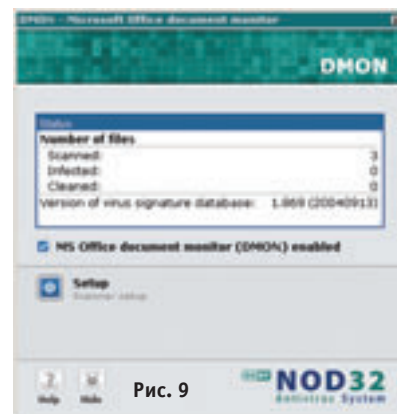 DMON - Microsoft Office document monitor
DMON
Status
Number of files
Scanned: 3
Infected: 0
Cleaned: 0
Version of virus signature database: 1.869 (20040913)
MS Office document monitor (DMON) enabled
Setup
Scanner setup
Help
Hide
Рис. 9
eset NOD32
Antivirus System